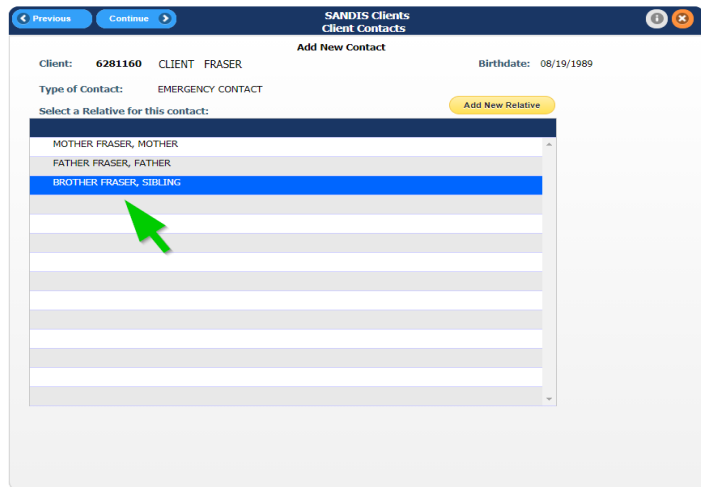 Previous Continue SANDIS Clients
Client Contacts
Add New Contact
Client: 6281160 CLIENT FRASER Birthdate: 08/19/1989
Type of Contact: EMERGENCY CONTACT
Add New Relative
Select a Relative for this contact:
MOTHER FRASER, MOTHER
FATHER FRASER, FATHER
BROTHER FRASER, SIBLING